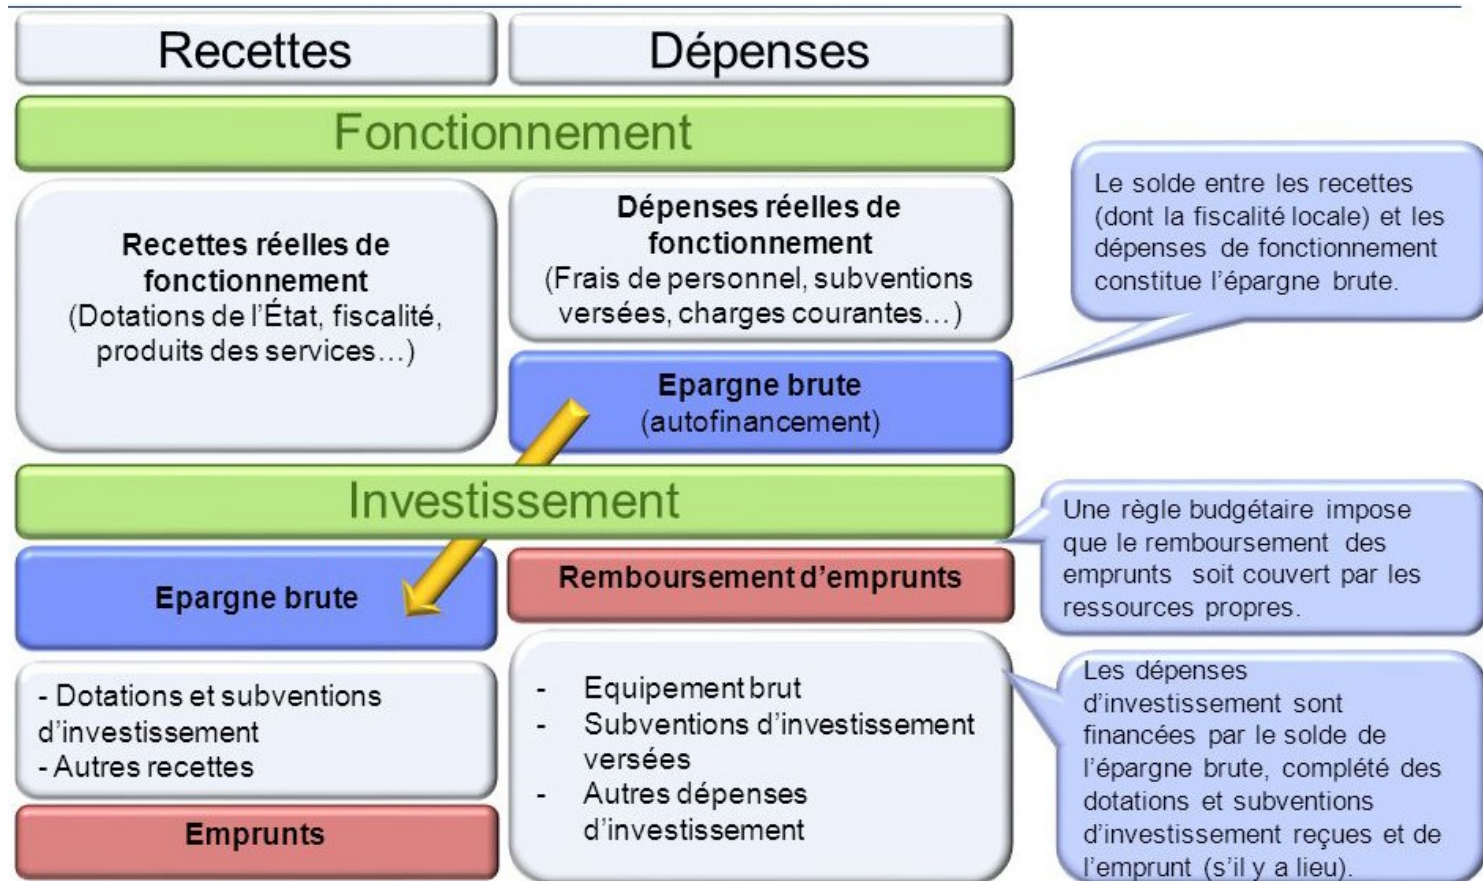 Recettes
Dépenses
Fonctionnement
Recettes réelles de
fonctionnement
(Dotations de l'État, fiscalité,
produits des services…)
Dépenses réelles de
fonctionnement
(Frais de personnel, subventions
versées, charges courantes…)
Epargne brute
(autofinancement)
Le solde entre les recettes
(dont la fiscalité locale) et les
dépenses de fonctionnement
constitue l'épargne brute.
Investissement
Epargne brute
Remboursement d'emprunts
Une règle budgétaire impose
que le remboursement des
emprunts soit couvert par les
ressources propres.
- Dotations et subventions
d'investissement
- Autres recettes
Emprunts
- Equipement brut
- Subventions d'investissement
versées
- Autres dépenses
d'investissement
Les dépenses
d'investissement sont
financées par le solde de
l'épargne brute, complété des
dotations et subventions
d'investissement reçues et de
l'emprunt (s'il y a lieu).